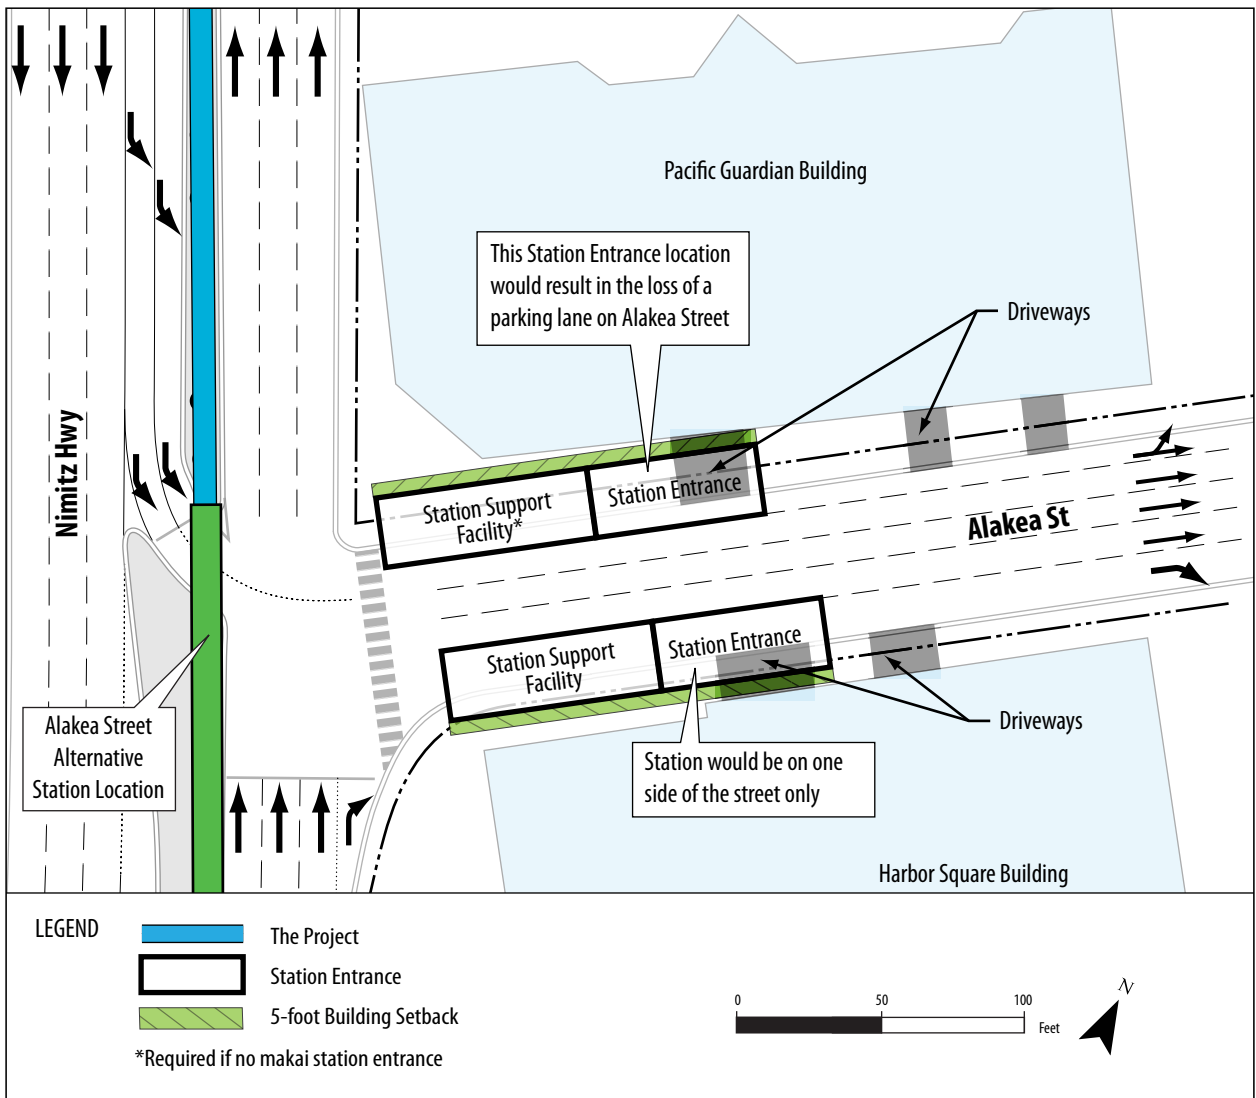 Pacific Guardian Building
This Station Entrance location
would result in the loss of a
parking lane on Alakea Street
Driveways
Nimitz Hwy
Station Support
Facility*
Station Entrance
Alakea St
Station Support
Facility
Station Entrance
Alakea Street
Alternative
Station Location
Driveways
Station would be on one
side of the street only
Harbor Square Building
LEGEND
The Project
Station Entrance
5-foot Building Setback
*Required if no makai station entrance
0 50 100
Feet
N